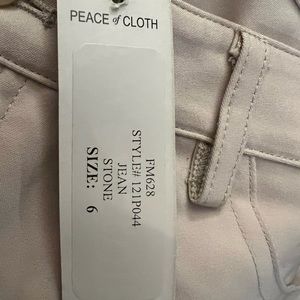 PEACE of CLOTH
FM628
STYLE# 121P044
JEAN
STONE
SIZE: 6